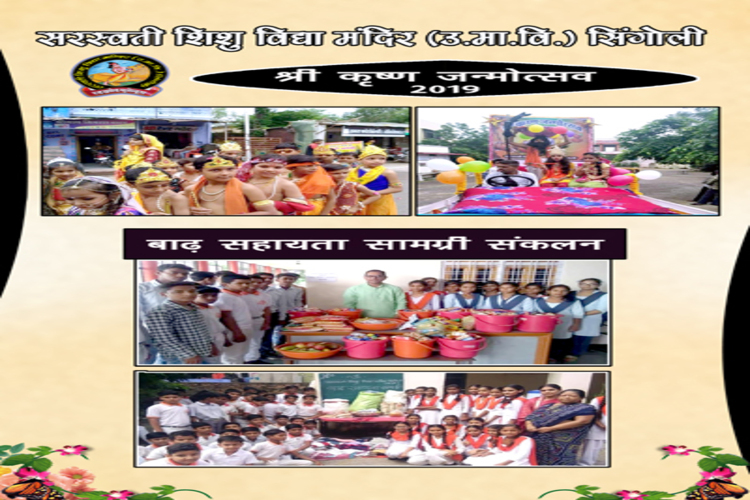 सरस्वती शिशु विद्या मंदिर (उ.मा.वि.) सिंगोली
श्री कृष्ण जन्मोत्सव
2019
बाढ़ सहायता सामग्री संकलन